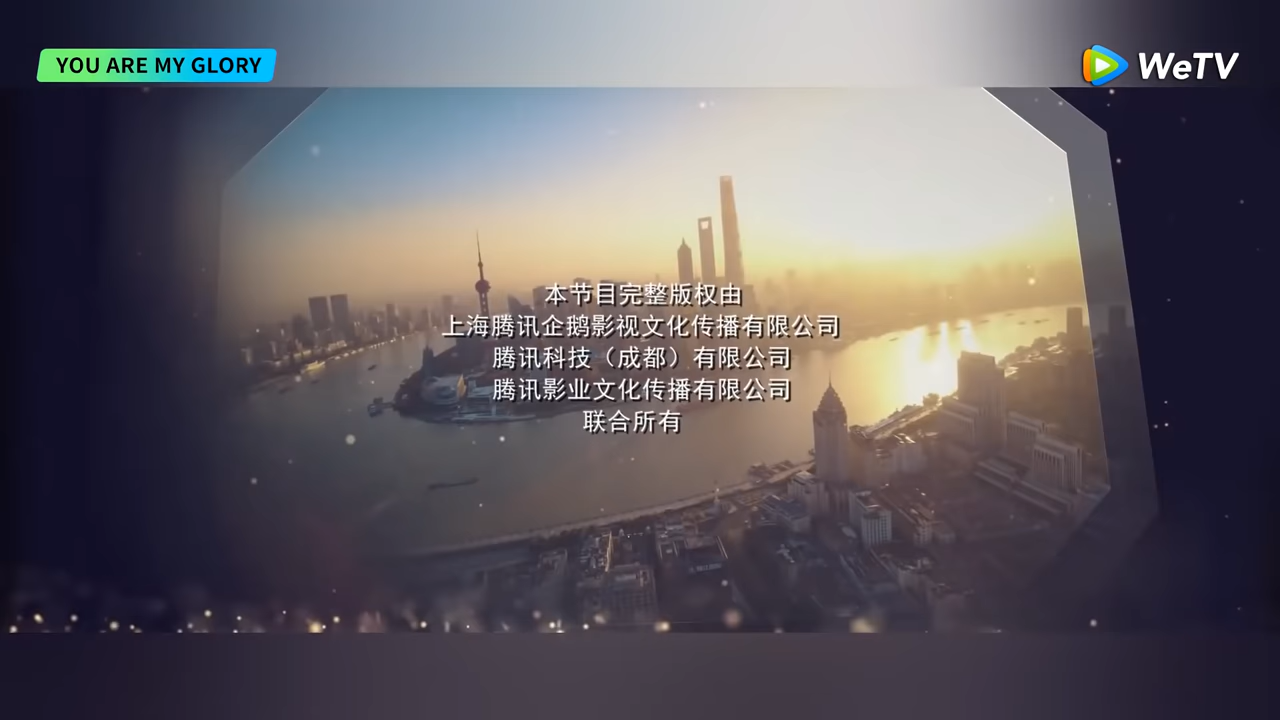 YOU ARE MY GLORY
WeTV
本节目完整版权由
上海腾讯企鹅影视文化传播有限公司
腾讯科技（成都）有限公司
腾讯影业文化传播有限公司
联合所有